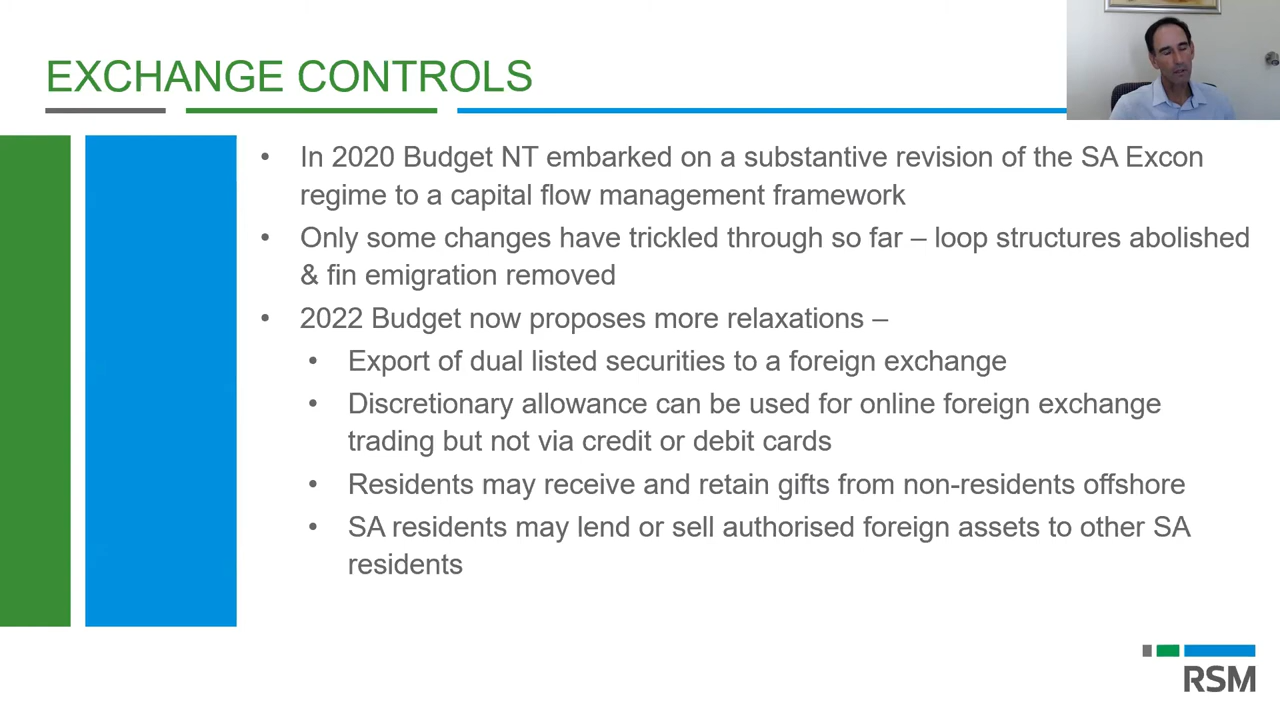 EXCHANGE CONTROLS
• In 2020 Budget NT embarked on a substantive revision of the SA Excon
regime to a capital flow management framework
• Only some changes have trickled through so far – loop structures abolished
& fin emigration removed
• 2022 Budget now proposes more relaxations –
• Export of dual listed securities to a foreign exchange
• Discretionary allowance can be used for online foreign exchange
trading but not via credit or debit cards
• Residents may receive and retain gifts from non-residents offshore
• SA residents may lend or sell authorised foreign assets to other SA
residents
RSM